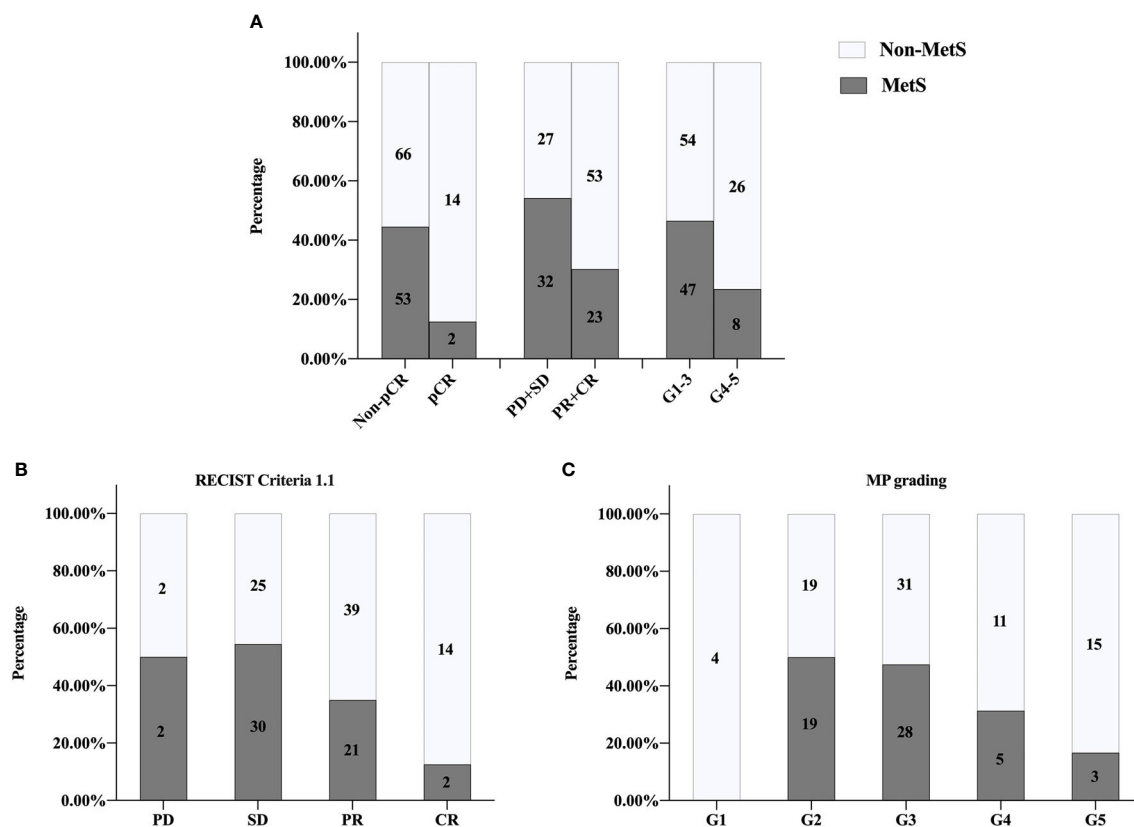 A
Non-MetS
MetS
Percentage
100.00%
80.00%
60.00%
40.00%
20.00%
0.00%
66
14
27
53
54
26
53
2
32
23
47
8
Non-pCR
pCR
PD+SD
PR+CR
G1-3
G4-5
B
RECIST Criteria 1.1
Percentage
100.00%
80.00%
60.00%
40.00%
20.00%
0.00%
2
25
39
14
2
30
21
2
PD
SD
PR
CR
C
MP grading
Percentage
100.00%
80.00%
60.00%
40.00%
20.00%
0.00%
4
19
31
11
15
19
28
5
3
G1
G2
G3
G4
G5